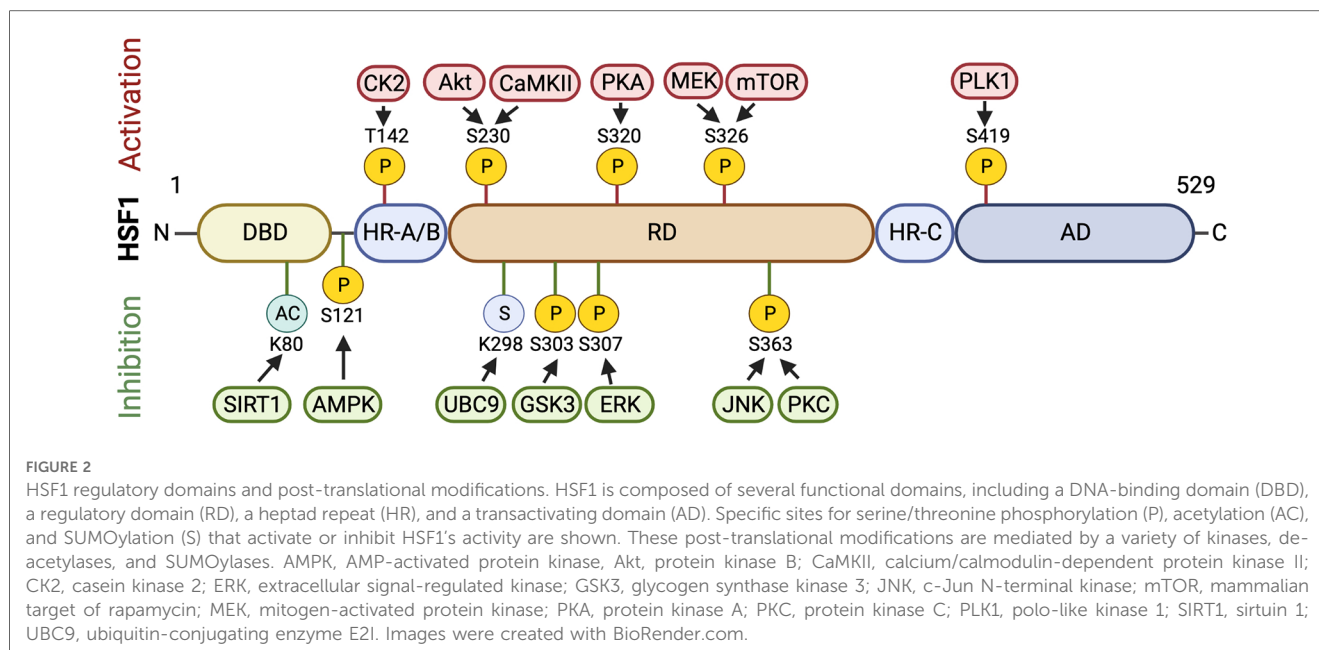 Activation
HSF1
Inhibition
CK2 Akt CaMKII PKA MEK mTOR PLK1
T142 S230 S320 S326 S419
P P P P P
1 529
N DBD HR-A/B RD HR-C AD C
AC P S P P P
K80 S121 K298 S303 S307 S363
SIRT1 AMPK UBC9 GSK3 ERK JNK PKC
FIGURE 2
HSF1 regulatory domains and post-translational modifications. HSF1 is composed of several functional domains, including a DNA-binding domain (DBD),
a regulatory domain (RD), a heptad repeat (HR), and a transactivating domain (AD). Specific sites for serine/threonine phosphorylation (P), acetylation (AC),
and SUMOylation (S) that activate or inhibit HSF1's activity are shown. These post-translational modifications are mediated by a variety of kinases, de-
acetylases, and SUMOylases. AMPK, AMP-activated protein kinase, Akt, protein kinase B; CaMKII, calcium/calmodulin-dependent protein kinase II;
CK2, casein kinase 2; ERK, extracellular signal-regulated kinase; GSK3, glycogen synthase kinase 3; JNK, c-Jun N-terminal kinase; mTOR, mammalian
target of rapamycin; MEK, mitogen-activated protein kinase; PKA, protein kinase A; PKC, protein kinase C; PLK1, polo-like kinase 1; SIRT1, sirtuin 1;
UBC9, ubiquitin-conjugating enzyme E2I. Images were created with BioRender.com.